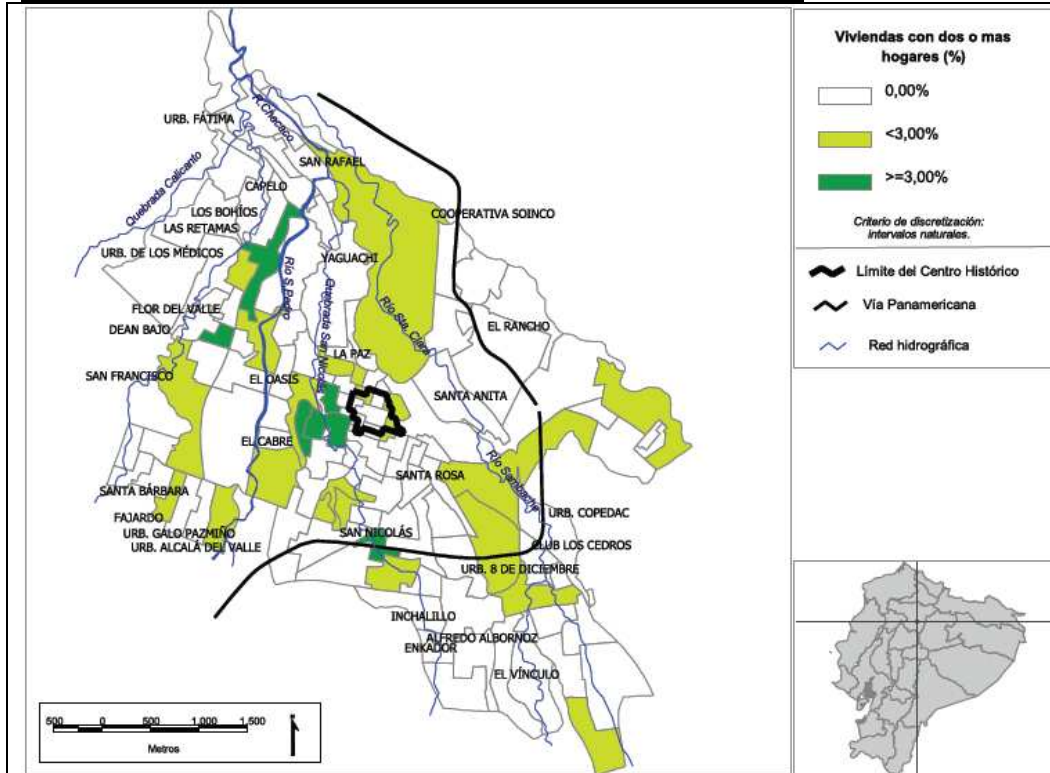 Viviendas con dos o mas
hogares (%)
0,00%
<3,00%
>=3,00%
Criterio de discretización:
intervalos naturales.
Límite del Centro Histórico
Vía Panamericana
Red hidrográfica
URB. FÁTIMA
R.Chacaco
SAN RAFAEL
Quebrada Calicanto
CAPELO
LOS BOHÍOS
COOPERATIVA SOINCO
LAS RETAMAS
URB. DE LOS MÉDICOS
YAGUACHI
Río S.Pedro
Quebrada San Nicolás
Río Sta. Clara
FLOR DEL VALLE
DEAN BAJO
EL RANCHO
LA PAZ
SAN FRANCISCO
EL OASIS
SANTA ANITA
EL CABRE
SANTA ROSA
Río Sambache
SANTA BÁRBARA
FAJARDO
URB. COPEDAC
URB. GALO PAZMIÑO
SAN NICOLÁS
URB. ALCALÁ DEL VALLE
CLUB LOS CEDROS
URB. 8 DE DICIEMBRE
INCHALILLO
ALFREDO ALBORNOZ
ENKADOR
EL VÍNCULO
500 0 500 1.000 1.500
Metros